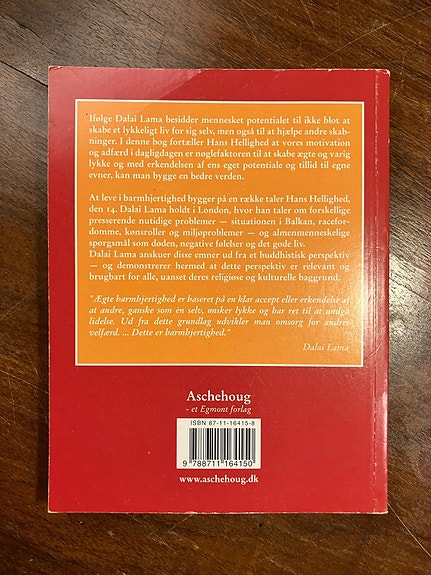 Ifølge Dalai Lama besidder mennesket potentialet til ikke blot at
skabe et lykkeligt liv for sig selv, men også til at hjælpe andre skab-
ninger. I denne bog fortæller Hans Hellighed at vores motivation
og adfærd i dagligdagen er nøglefaktoren til at skabe ægte og varig
lykke og med erkendelsen af ens eget potentiale og tillid til egne
evner, kan man bygge en bedre verden.
At leve i barmhjertighed bygger på en række taler Hans Hellighed,
den 14. Dalai Lama holdt i London, hvor han taler om forskellige
presserende nutidige problemer – situationen i Balkan, racefor-
domme, kønsroller og miljøproblemer – og almenmenneskelige
spørgsmål som døden, negative følelser og det gode liv.
Dalai Lama anskuer disse emner ud fra et buddhistisk perspektiv
– og demonstrerer hermed at dette perspektiv er relevant og
brugbart for alle, uanset deres religiøse og kulturelle baggrund.
"Ægte barmhjertighed er baseret på en klar accept eller erkendelse af
at andre, ganske som én selv, ønsker lykke og har ret til at undgå
lidelse. Ud fra dette grundlag udvikler man omsorg for andres
velfærd. ... Dette er barmhjertighed."
Dalai Lama
Aschehoug
- et Egmont forlag
ISBN 87-11-16415-8
9 788711 164150
www.aschehoug.dk